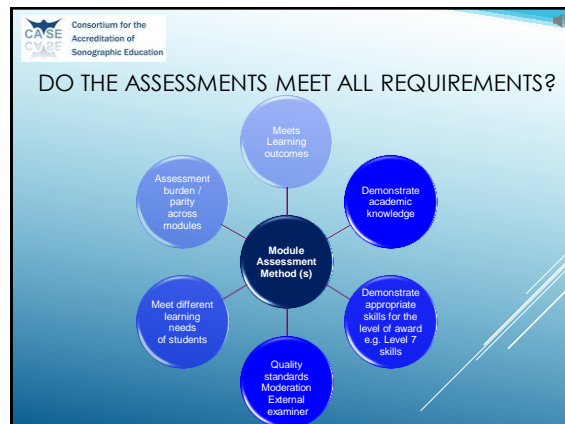 CASE
Consortium for the
Accreditation of
Sonographic Education
DO THE ASSESSMENTS MEET ALL REQUIREMENTS?
Meets
Learning
outcomes
Assessment
burden /
parity
across
modules
Demonstrate
academic
knowledge
Module
Assessment
Method (s)
Meet different
learning
needs
of students
Demonstrate
appropriate
skills for the
level of award
e.g. Level 7
skills
Quality
standards
Moderation
External
examiner